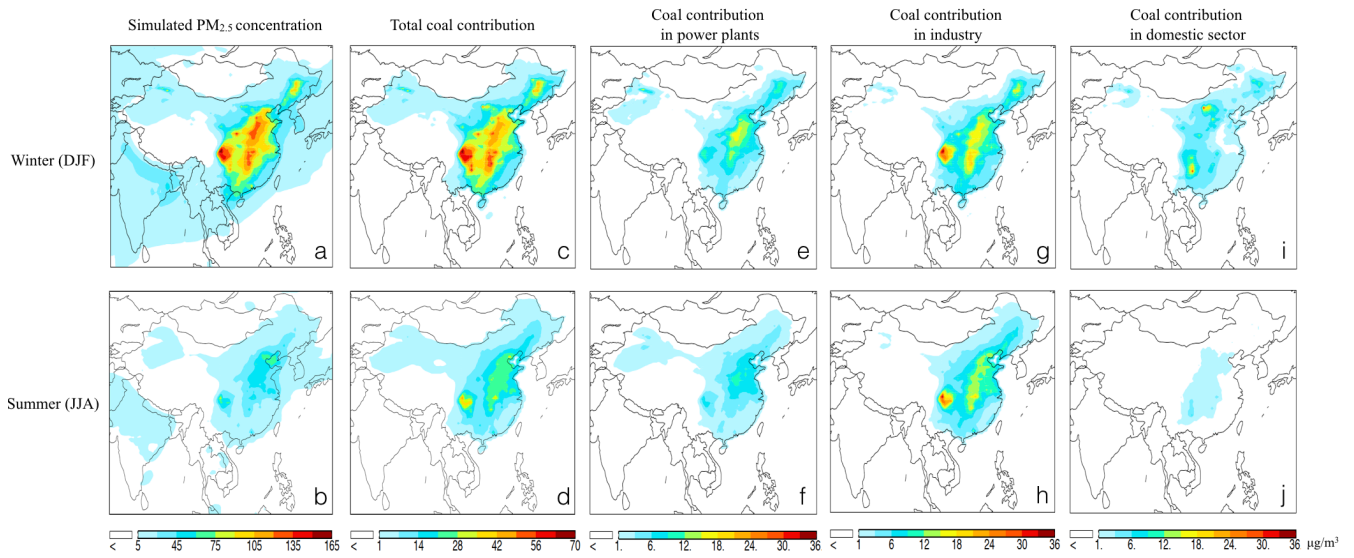 Simulated PM2.5 concentration
Total coal contribution
Coal contribution
in power plants
Coal contribution
in industry
Coal contribution
in domestic sector
Winter (DJF)
a
c
e
g
i
Summer (JJA)
b
d
f
h
j
< 5 45 75 105 135 165
< 1 14 28 42 56 70
< 1. 6. 12. 18. 24. 30. 36
< 1 6 12 18 24 30 36
< 1. 6. 12. 18. 24. 30. 36 µg/m³